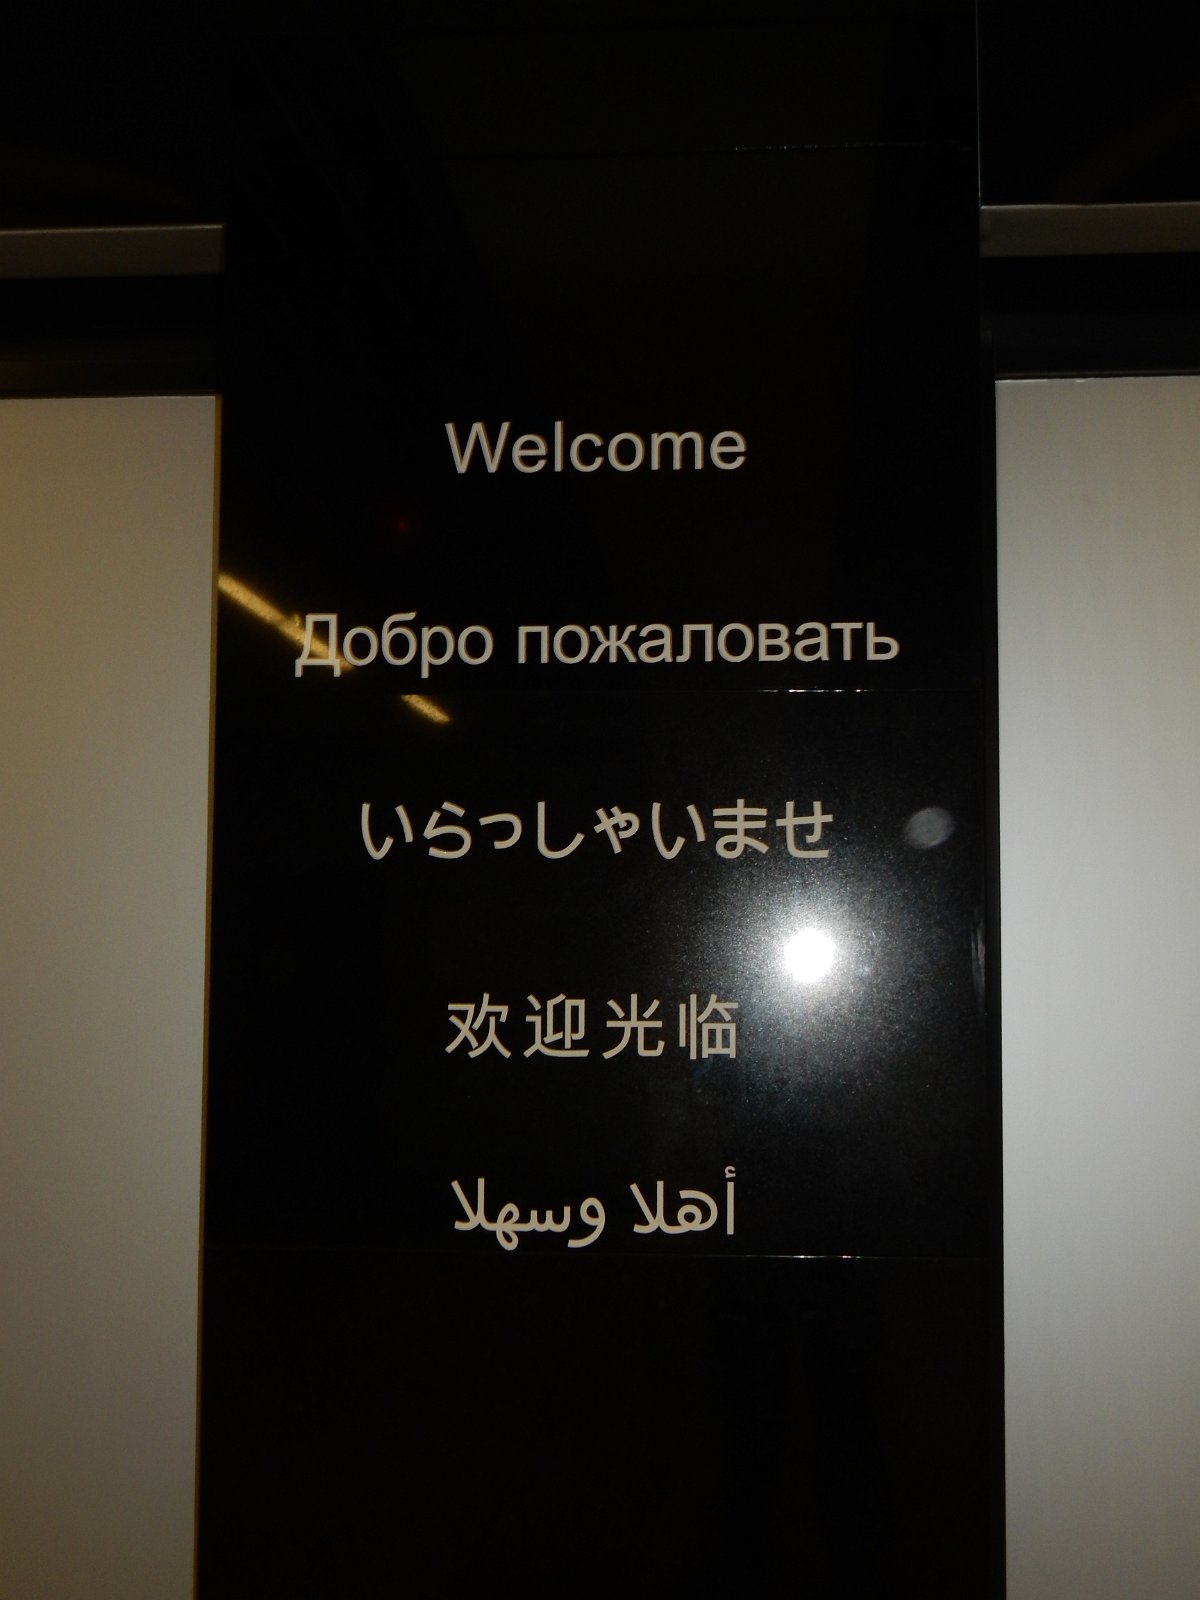 Welcome
Добро пожаловать
いらっしゃいませ
欢迎光临
أهلا وسهلا